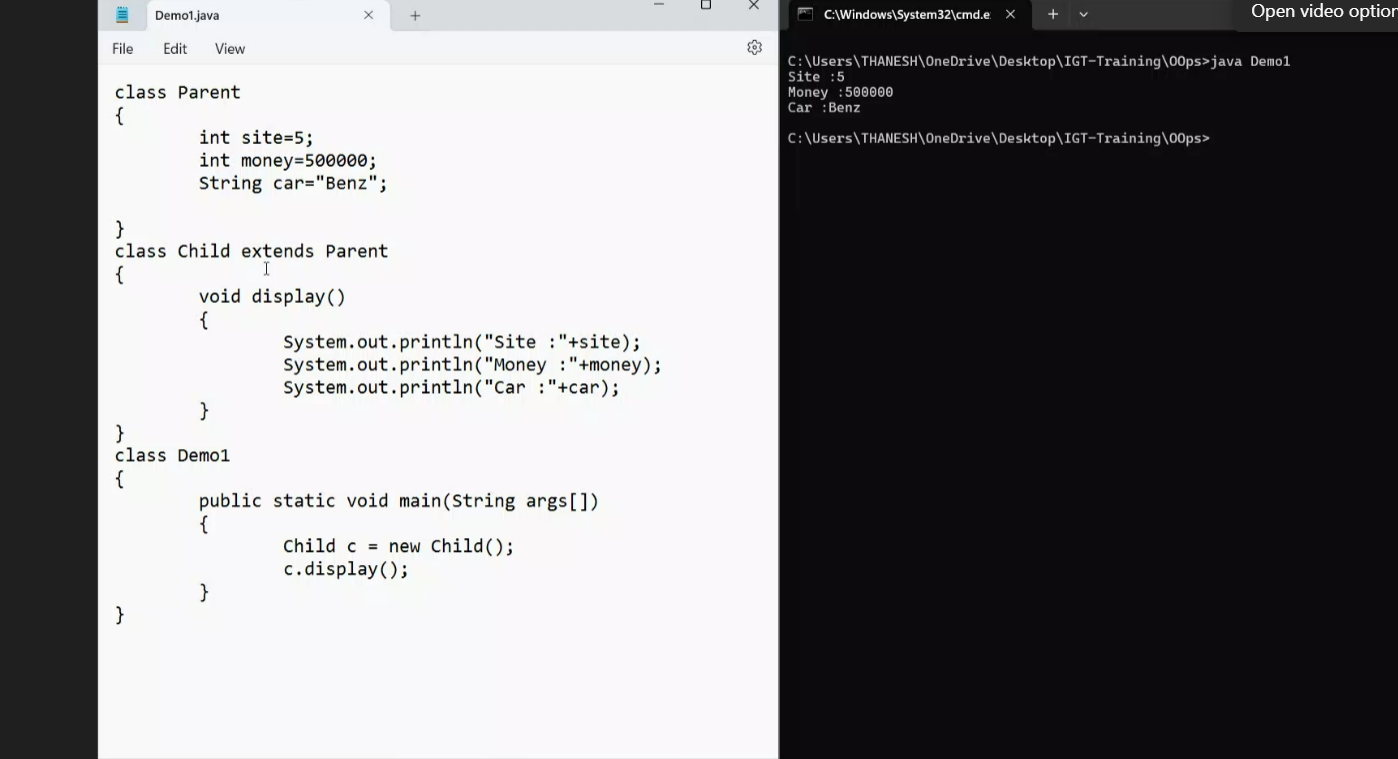 Demo1.java
File Edit View
class Parent
{
int site=5;
int money=500000;
String car="Benz";
}
class Child extends Parent
{
void display()
{
System.out.println("Site :"+site);
System.out.println("Money :"+money);
System.out.println("Car :"+car);
}
}
class Demo1
{
public static void main(String args[])
{
Child c = new Child();
c.display();
}
}
C:\Windows\System32\cmd.e
Open video option
C:\Users\THANESH\OneDrive\Desktop\IGT-Training\OOps>java Demo1
Site :5
Money :500000
Car :Benz
C:\Users\THANESH\OneDrive\Desktop\IGT-Training\OOps>